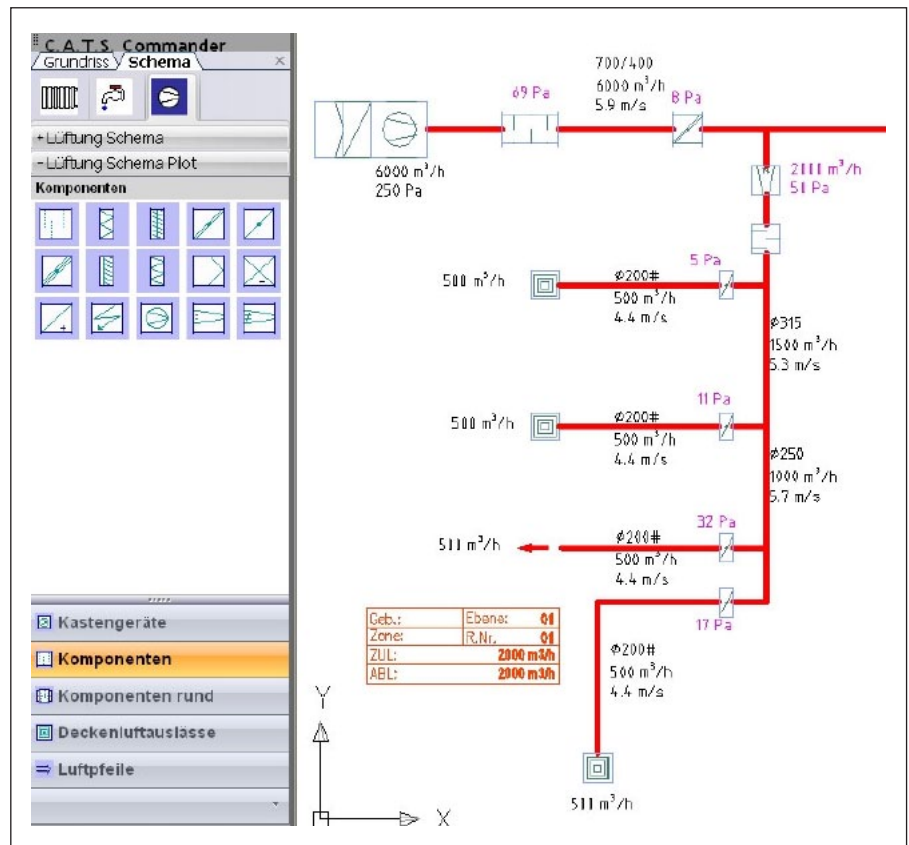 C.A.T.S. Commander
Grundriss
Schema
×
+Lüftung Schema
-Lüftung Schema Plot
Komponenten
Kastengeräte
Komponenten
Komponenten rund
Deckenluftauslässe
Luftpfeile
700/400
6000 m³/h
5.9 m/s
69 Pa
8 Pa
6000 m³/h
250 Pa
51 Pa
5 Pa
500 m³/h
ø200#
500 m³/h
4.4 m/s
ø315
1500 m³/h
5.3 m/s
11 Pa
500 m³/h
ø200#
500 m³/h
4.4 m/s
ø250
1000 m³/h
5.7 m/s
32 Pa
511 m³/h
ø200#
500 m³/h
4.4 m/s
17 Pa
Geb.: Ebene: 01
Zone: R.Nr. 01
ZUL: 2000 m3/h
ABL: 2000 m3/h
ø200#
500 m³/h
4.4 m/s
511 m³/h
Y
X